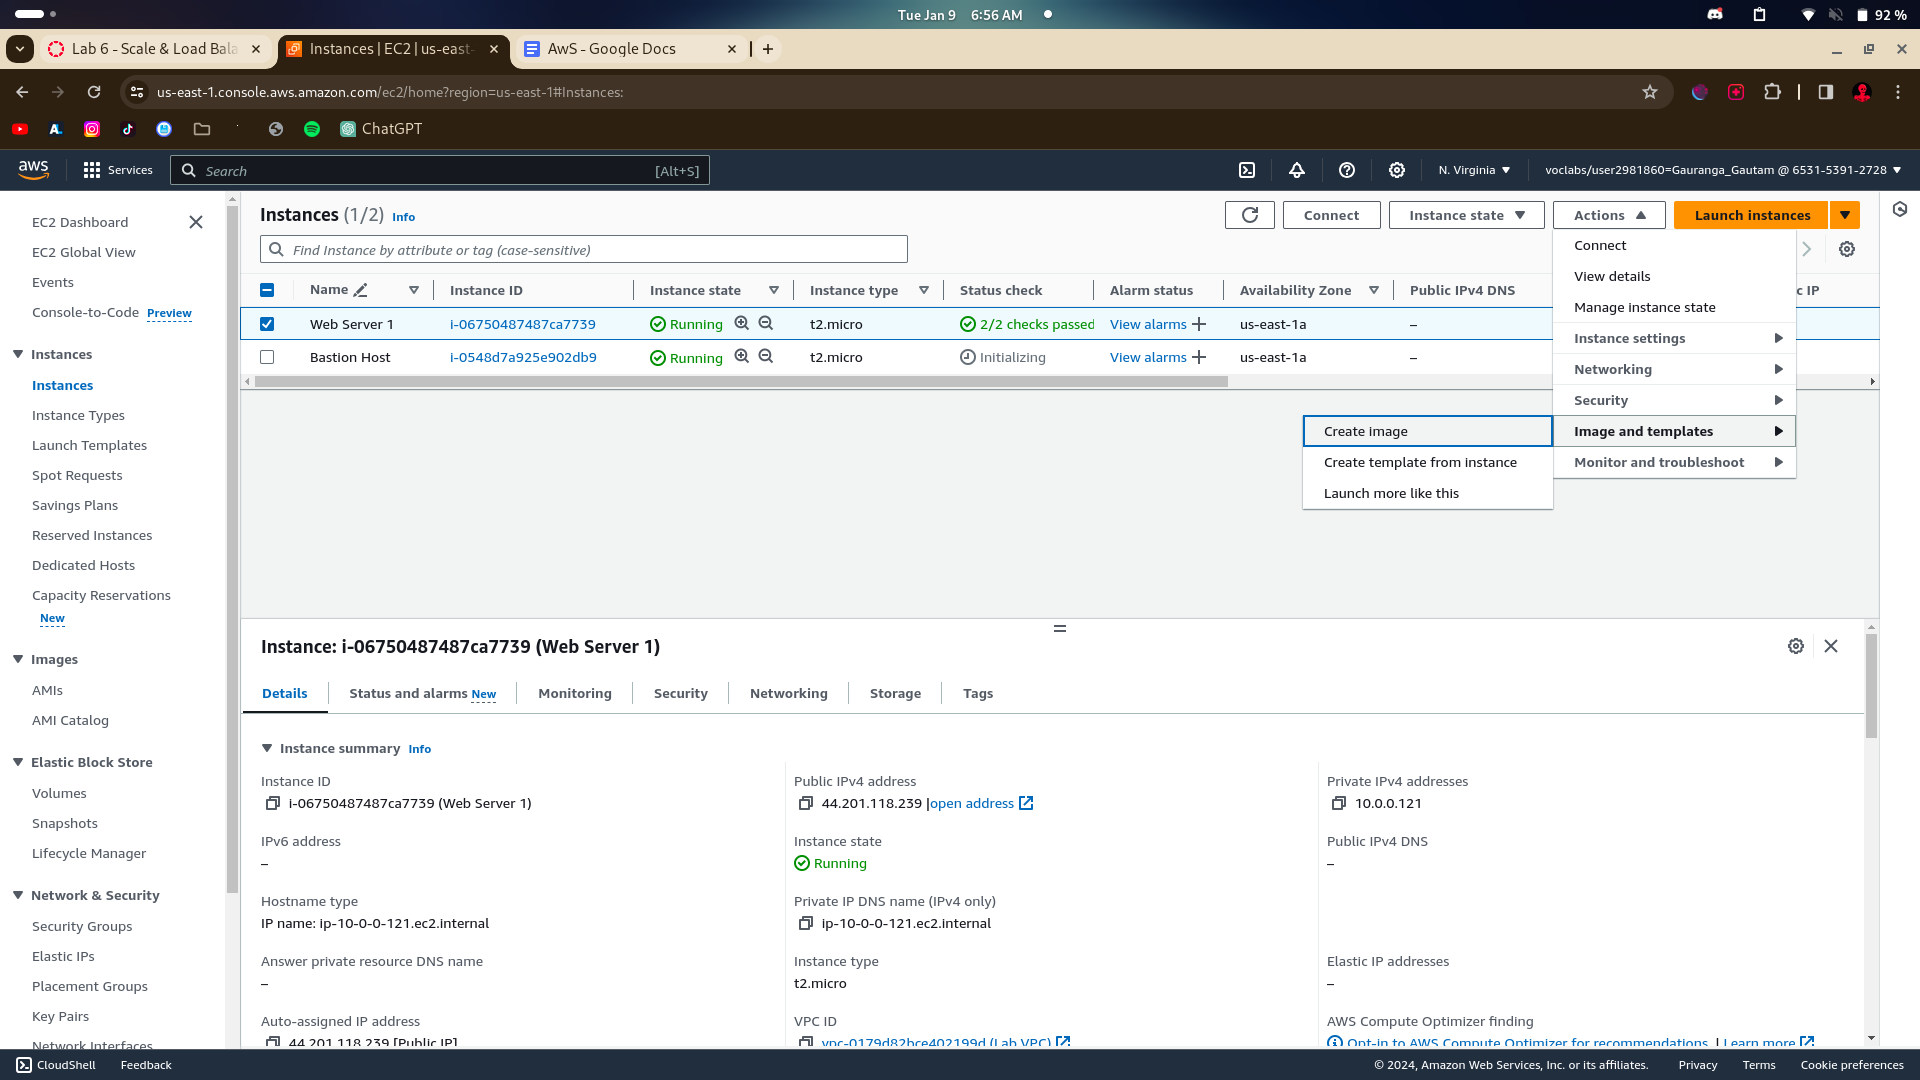 Tue Jan 9 6:56 AM
92 %
Lab 6 - Scale & Load Bala
Instances | EC2 | us-east-
AwS - Google Docs
us-east-1.console.aws.amazon.com/ec2/home?region=us-east-1#Instances:
ChatGPT
aws
Services
Search
[Alt+S]
N. Virginia
voclabs/user2981860=Gauranga_Gautam @ 6531-5391-2728
EC2 Dashboard
EC2 Global View
Events
Console-to-Code Preview
Instances
Instances
Instance Types
Launch Templates
Spot Requests
Savings Plans
Reserved Instances
Dedicated Hosts
Capacity Reservations
New
Images
AMIs
AMI Catalog
Elastic Block Store
Volumes
Snapshots
Lifecycle Manager
Network & Security
Security Groups
Elastic IPs
Placement Groups
Key Pairs
Network Interfaces
Instances (1/2) Info
Connect
Instance state
Actions
Launch instances
Find Instance by attribute or tag (case-sensitive)
Name Instance ID Instance state Instance type Status check Alarm status Availability Zone Public IPv4 DNS c IP
Web Server 1 i-06750487487ca7739 Running t2.micro 2/2 checks passed View alarms us-east-1a –
Bastion Host i-0548d7a925e902db9 Running t2.micro Initializing View alarms us-east-1a –
Connect
View details
Manage instance state
Instance settings
Networking
Security
Image and templates
Monitor and troubleshoot
Create image
Create template from instance
Launch more like this
Instance: i-06750487487ca7739 (Web Server 1)
Details
Status and alarms New
Monitoring
Security
Networking
Storage
Tags
Instance summary Info
Instance ID
i-06750487487ca7739 (Web Server 1)
Public IPv4 address
44.201.118.239 |open address
Private IPv4 addresses
10.0.0.121
IPv6 address
–
Instance state
Running
Public IPv4 DNS
–
Hostname type
IP name: ip-10-0-0-121.ec2.internal
Private IP DNS name (IPv4 only)
ip-10-0-0-121.ec2.internal
Answer private resource DNS name
–
Instance type
t2.micro
Elastic IP addresses
–
Auto-assigned IP address
44.201.118.239 [Public IP]
VPC ID
vpc-0179d82bce402199d (Lab VPC)
AWS Compute Optimizer finding
Opt-in to AWS Compute Optimizer for recommendations. | Learn more
CloudShell
Feedback
© 2024, Amazon Web Services, Inc. or its affiliates.
Privacy
Terms
Cookie preferences